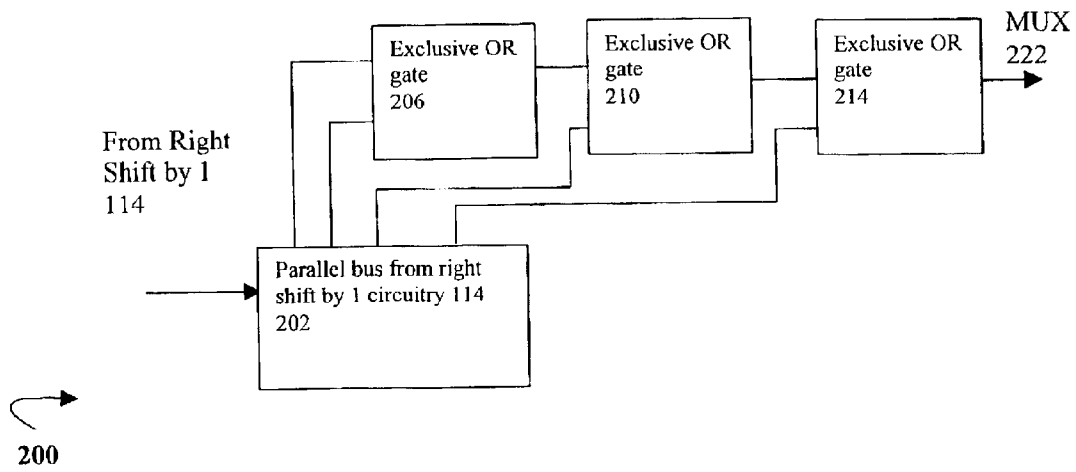 MUX
222
Exclusive OR
gate
206
Exclusive OR
gate
210
Exclusive OR
gate
214
From Right
Shift by 1
114
Parallel bus from right
shift by 1 circuitry 114
202
200